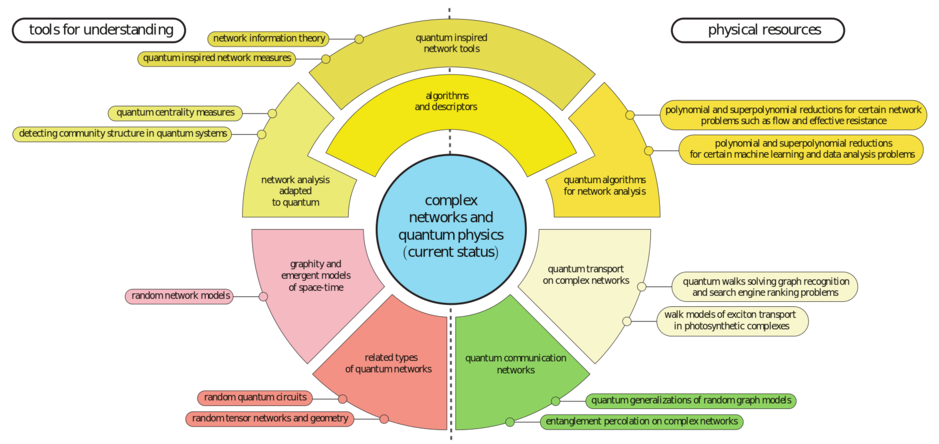 tools for understanding
physical resources
network information theory
quantum inspired network measures
quantum inspired
network tools
algorithms
and descriptors
quantum centrality measures
detecting community structure in quantum systems
polynomial and superpolynomial reductions for certain network
problems such as flow and effective resistance
polynomial and superpolynomial reductions
for certain machine learning and data analysis problems
network analysis
adapted
to quantum
quantum algorithms
for network analysis
complex
networks and
quantum physics
(current status)
graphity and
emergent models
of space-time
quantum transport
on complex networks
random network models
quantum walks solving graph recognition
and search engine ranking problems
walk models of exciton transport
in photosynthetic complexes
related types
of quantum networks
quantum communication
networks
random quantum circuits
random tensor networks and geometry
quantum generalizations of random graph models
entanglement percolation on complex networks